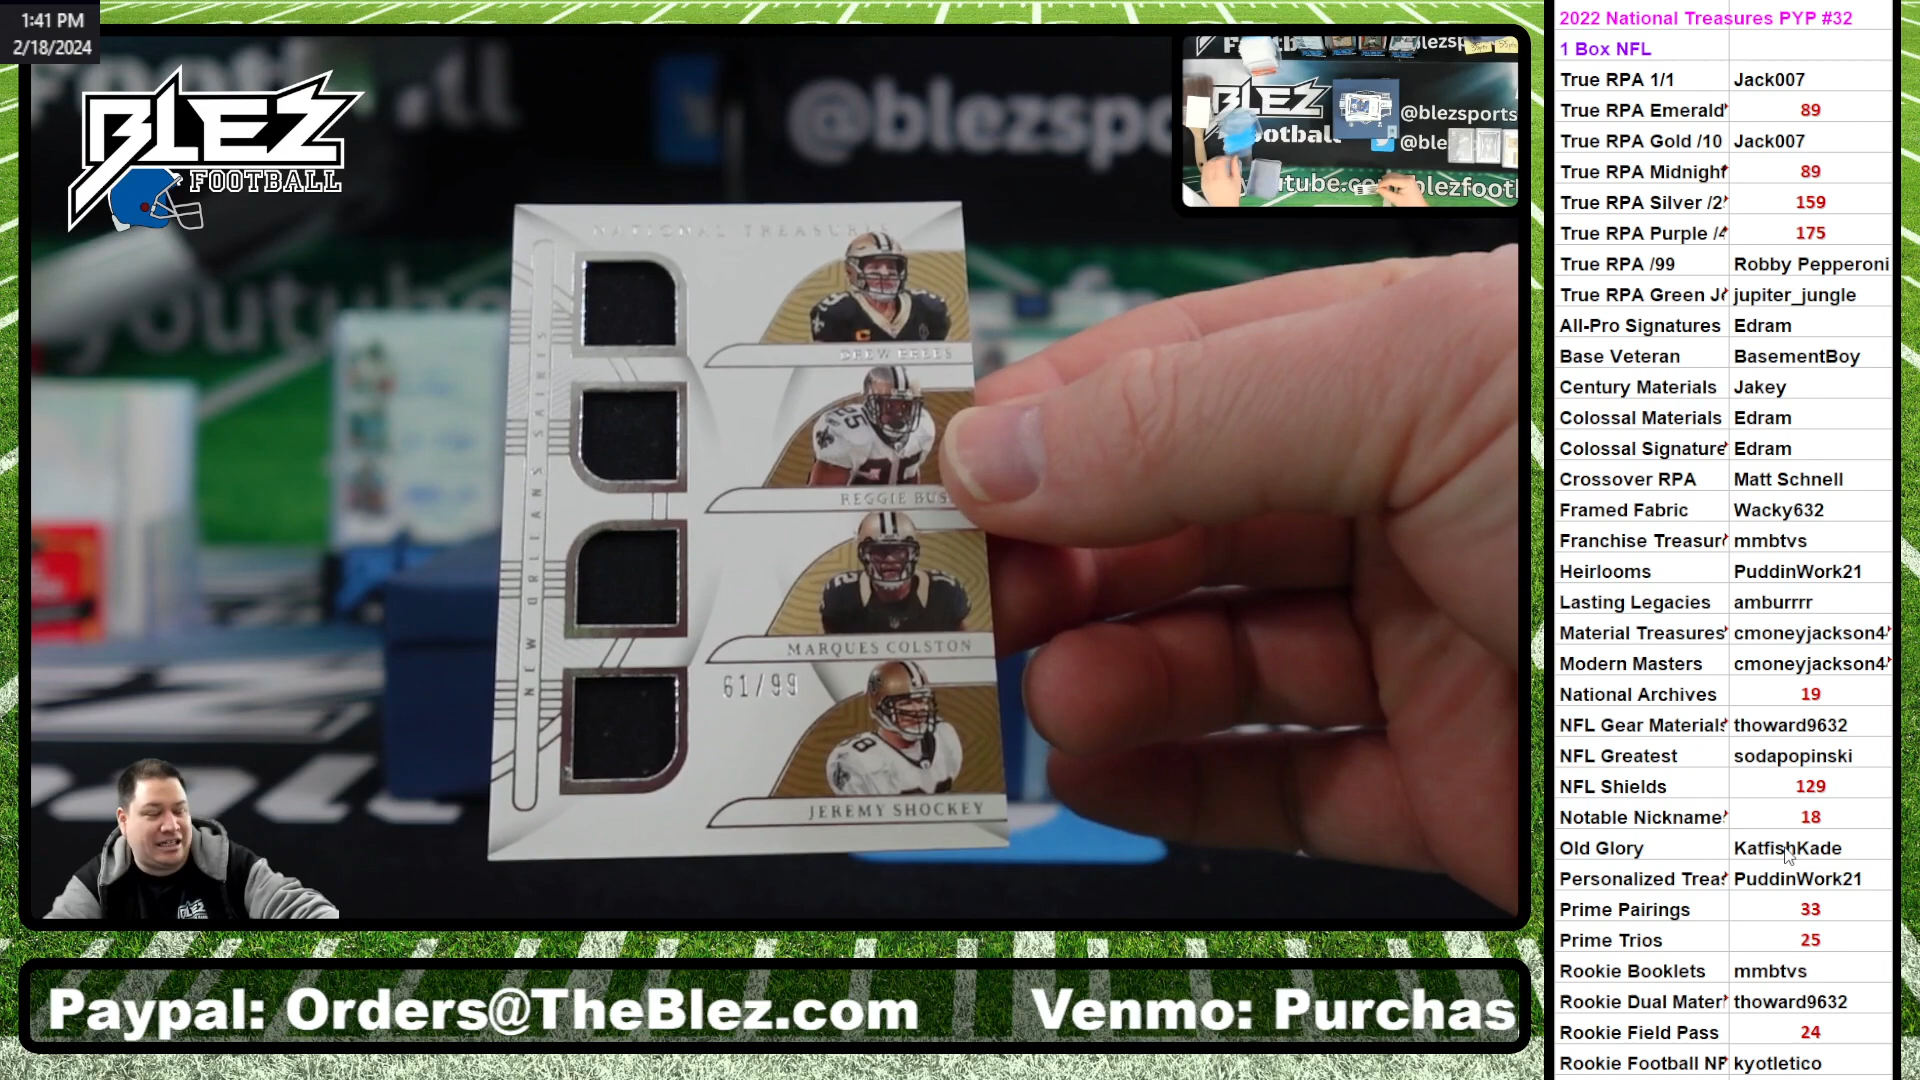 1:41 PM
2/18/2024
BLEZ
FOOTBALL
@blezspo
BLEZ
Football
@blezsports
@ble
NATIONAL TREASURES
NEW ORLEANS SAINTS
DREW BREES
REGGIE BUS
MARQUES COLSTON
61/99
JEREMY SHOCKEY
Paypal: Orders@TheBlez.com Venmo: Purchas
2022 National Treasures PYP #32
1 Box NFL
True RPA 1/1 Jack007
True RPA Emerald 89
True RPA Gold /10 Jack007
True RPA Midnigh 89
True RPA Silver /2 159
True RPA Purple /4 175
True RPA /99 Robby Pepperoni
True RPA Green J jupiter_jungle
All-Pro Signatures Edram
Base Veteran BasementBoy
Century Materials Jakey
Colossal Materials Edram
Colossal Signature Edram
Crossover RPA Matt Schnell
Framed Fabric Wacky632
Franchise Treasur mmbtvs
Heirlooms PuddinWork21
Lasting Legacies amburrrr
Material Treasures cmoneyjackson4
Modern Masters cmoneyjackson4
National Archives 19
NFL Gear Materials thoward9632
NFL Greatest sodapopinski
NFL Shields 129
Notable Nickname 18
Old Glory KatfishKade
Personalized Trea PuddinWork21
Prime Pairings 33
Prime Trios 25
Rookie Booklets mmbtvs
Rookie Dual Mater thoward9632
Rookie Field Pass 24
Rookie Football NF kyotletico